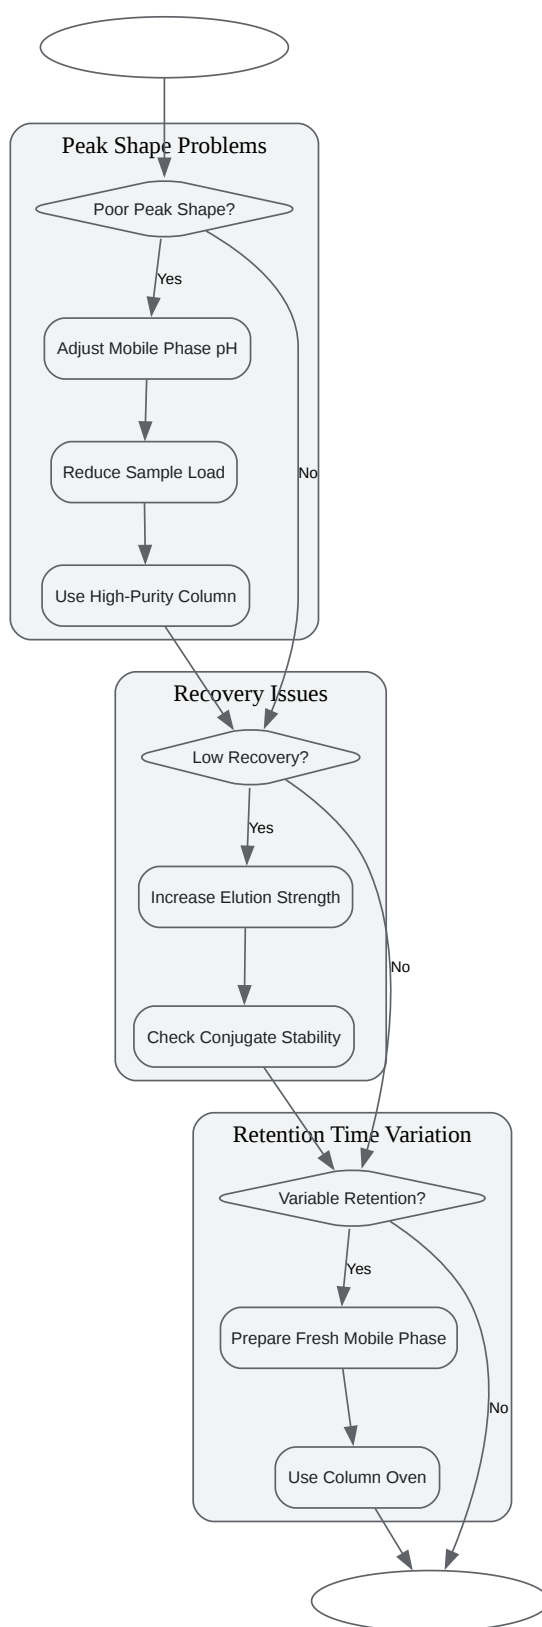 Peak Shape Problems
Poor Peak Shape?
Yes
Adjust Mobile Phase pH
Reduce Sample Load
No
Use High-Purity Column
Recovery Issues
Low Recovery?
Yes
Increase Elution Strength
No
Check Conjugate Stability
Retention Time Variation
Variable Retention?
Yes
Prepare Fresh Mobile Phase
No
Use Column Oven